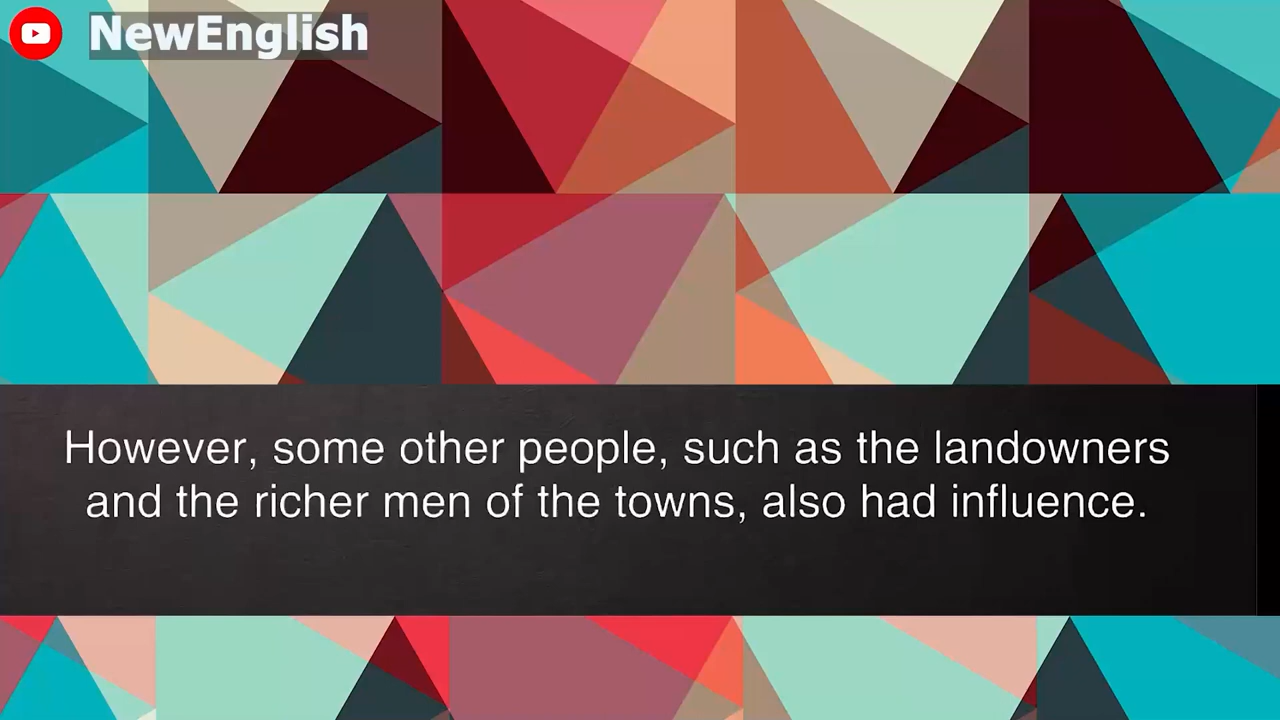 NewEnglish
However, some other people, such as the landowners
and the richer men of the towns, also had influence.